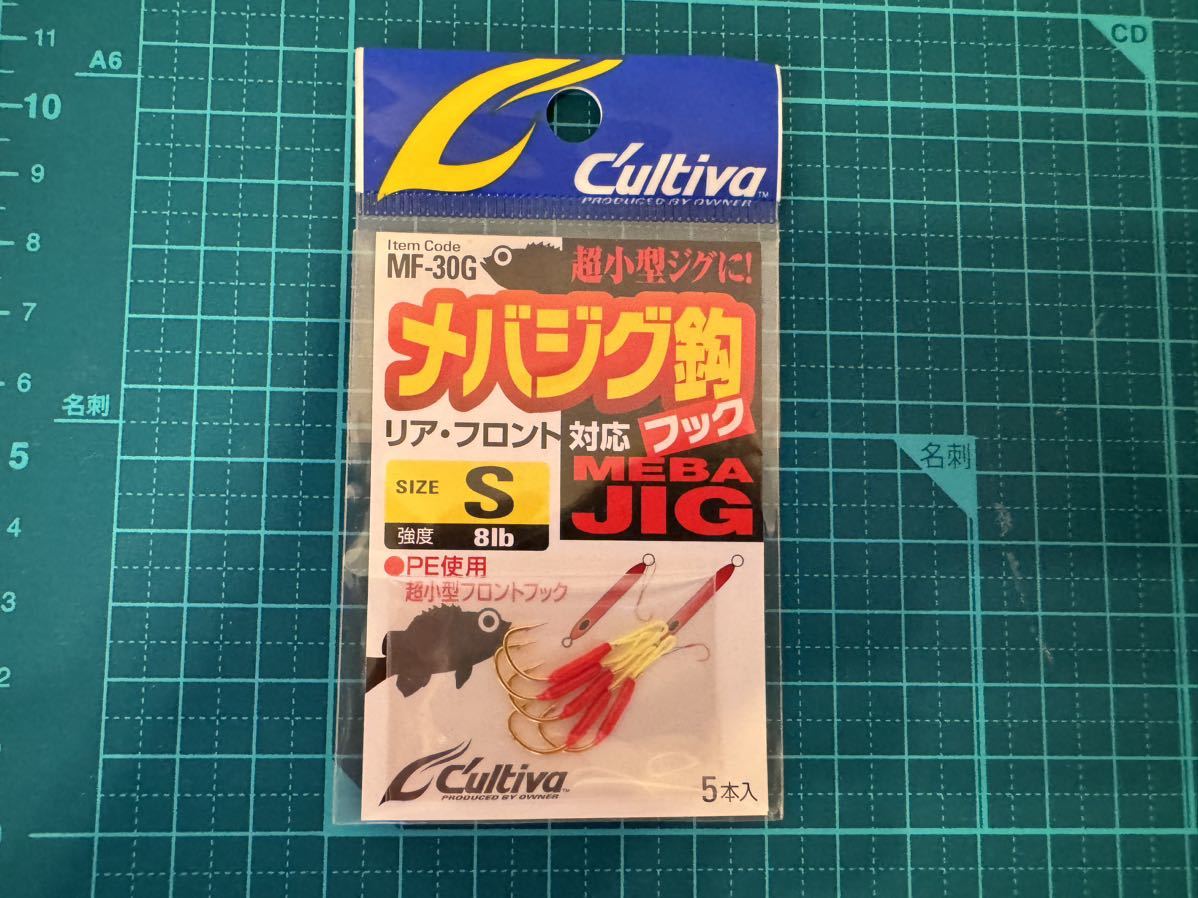 11
A6
10
9
8
7
6
名刺
5
4
3
2
CD
名刺
C'ultiva™
PRODUCED BY OWNER
Item Code
MF-30G
超小型ジグに!
メバジグ鈎
フック
リア・フロント対応
MEBA
JIG
SIZE S
強度 8lb
●PE使用
超小型フロントフック
C'ultiva™
PRODUCED BY OWNER
5本入